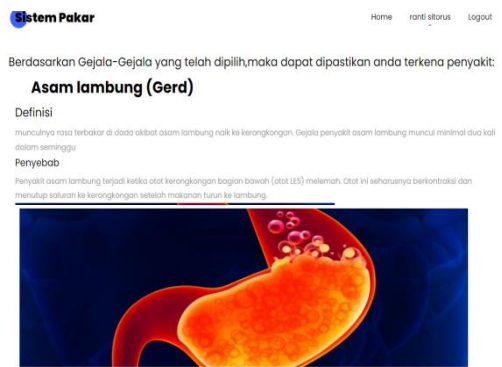 Sistem Pakar
Home ranti sitorus Logout
Berdasarkan Gejala-Gejala yang telah dipilih,maka dapat dipastikan anda terkena penyakit:
Asam lambung (Gerd)
Definisi
munculnya rasa terbakar di dada akibat asam lambung naik ke kerongkongan. Gejala penyakit asam lambung muncul minimal dua kali
dalam seminggu
Penyebab
Penyakit asam lambung terjadi ketika otot kerongkongan bagian bawah (otot LES) melemah. Otot ini seharusnya berkontraksi dan
menutup saluran ke kerongkongan setelah makanan turun ke lambung.